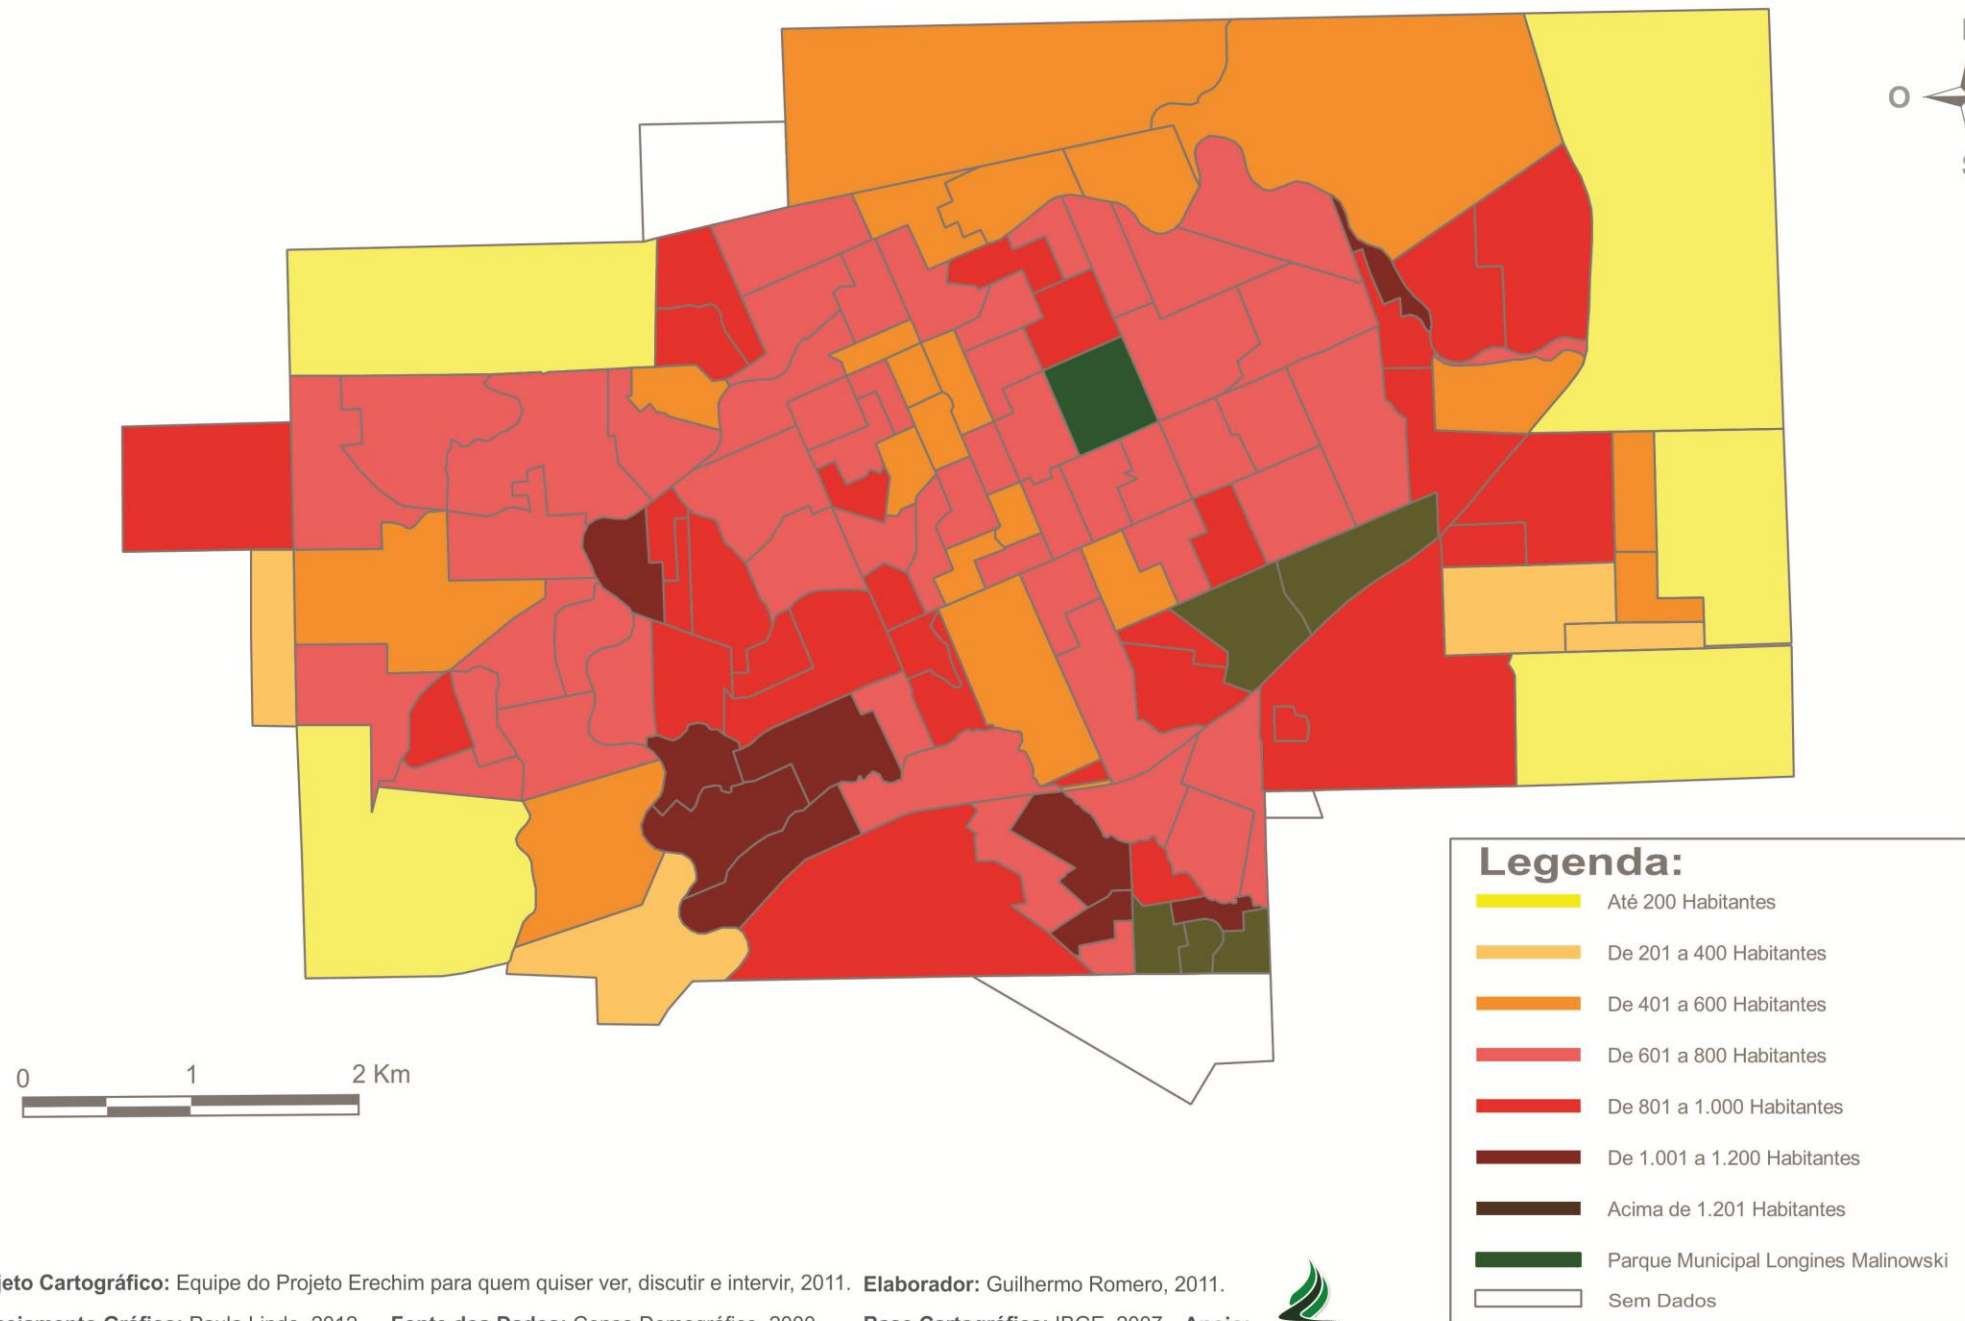 O
0 1 2 Km
Legenda:
Até 200 Habitantes
De 201 a 400 Habitantes
De 401 a 600 Habitantes
De 601 a 800 Habitantes
De 801 a 1.000 Habitantes
De 1.001 a 1.200 Habitantes
Acima de 1.201 Habitantes
Parque Municipal Longines Malinowski
Sem Dados
jeto Cartográfico: Equipe do Projeto Erechim para quem quiser ver, discutir e intervir, 2011. Elaborador: Guilhermo Romero, 2011.